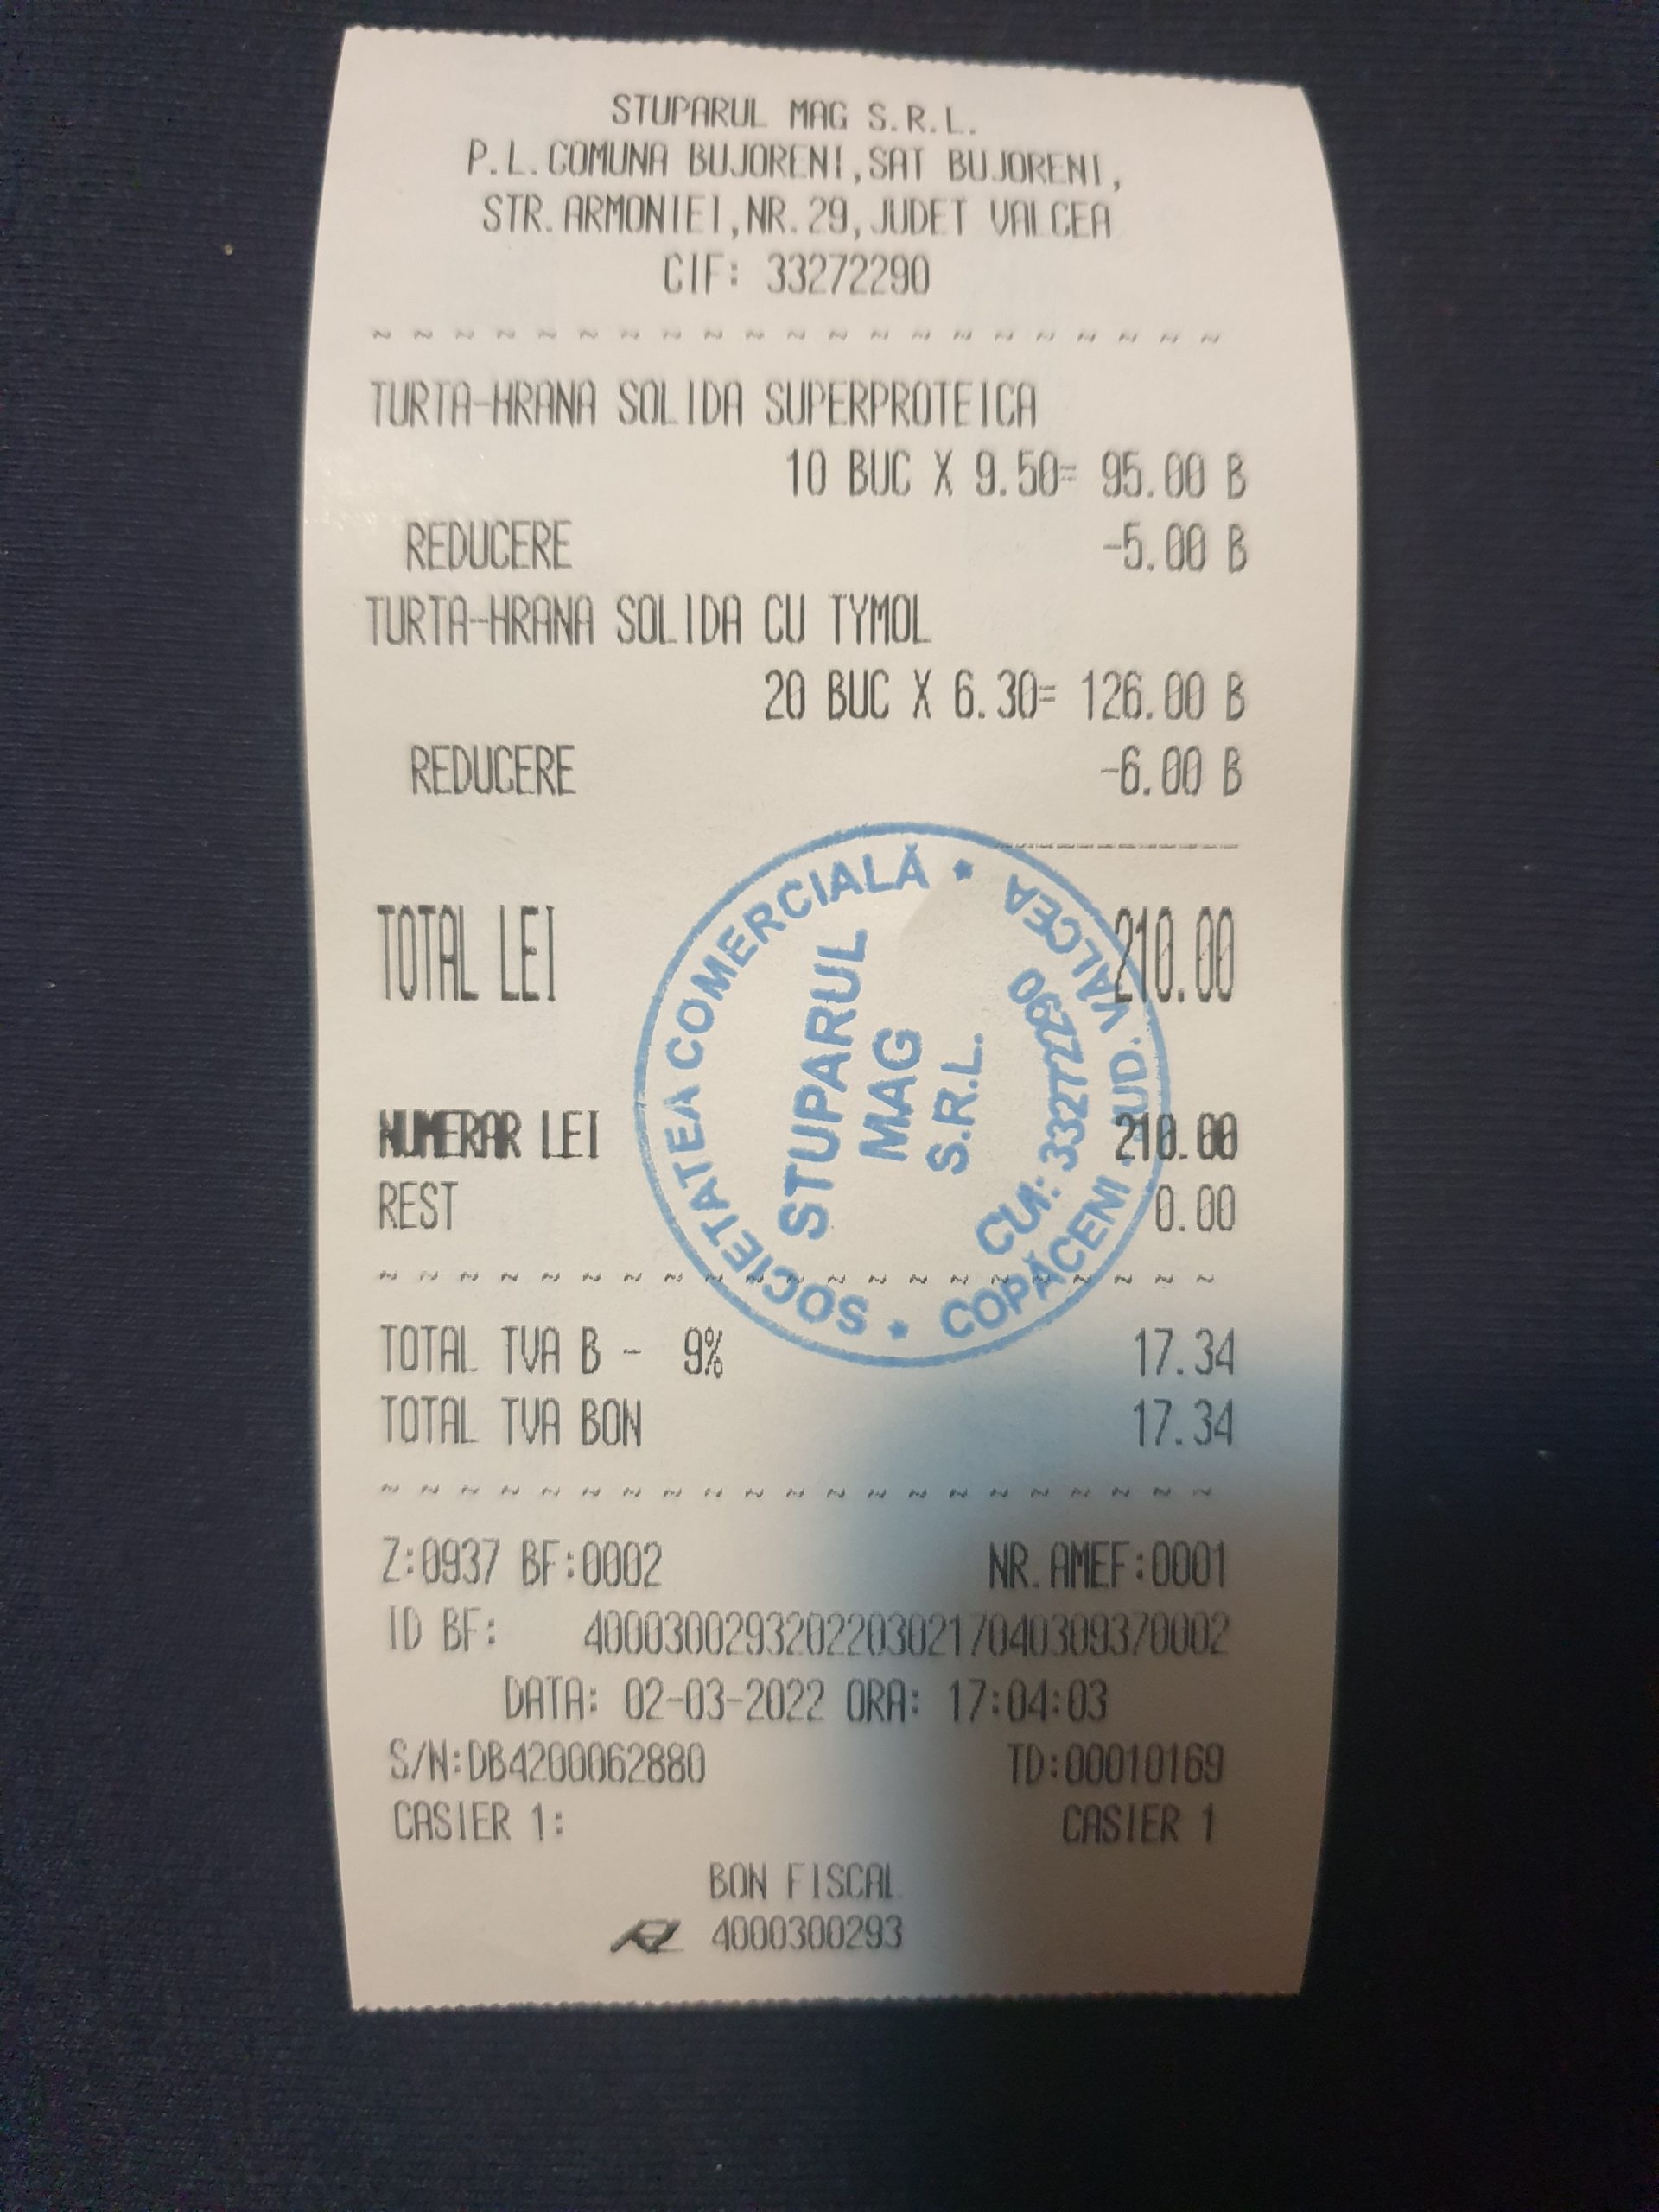 STUPARUL MAG S.R.L.
P.L.COMUNA BUJORENI,SAT BUJORENI,
STR.ARMONIEI,NR.29,JUDET VALCEA
CIF: 33272290
~ ~ ~ ~ ~ ~ ~ ~ ~ ~ ~ ~ ~ ~ ~ ~ ~ ~ ~ ~ ~
TURTA-HRANA SOLIDA SUPERPROTEICA
10 BUC X 9.50= 95.00 B
REDUCERE -5.00 B
TURTA-HRANA SOLIDA CU TYMOL
20 BUC X 6.30= 126.00 B
REDUCERE -6.00 B
------------
TOTAL LEI 210.00
NUMERAR LEI 210.00
REST 0.00
~ ~ ~ ~ ~ ~ ~ ~ ~ ~ ~ ~ ~ ~ ~ ~ ~ ~ ~ ~ ~
TOTAL TVA B - 9% 17.34
TOTAL TVA BON 17.34
~ ~ ~ ~ ~ ~ ~ ~ ~ ~ ~ ~ ~ ~ ~ ~ ~ ~ ~ ~ ~
Z:0937 BF:0002 NR.AMEF:0001
ID BF: 40003002932022030217040309370002
DATA: 02-03-2022 ORA: 17:04:03
S/N:DB4200062880 TD:00010169
CASIER 1: CASIER 1
BON FISCAL
4000300293
SOCIETATEA COMERCIALĂ *
STUPARUL
MAG
S.R.L.
CUI: 33272290
* COPĂCENI - JUD. VALCEA